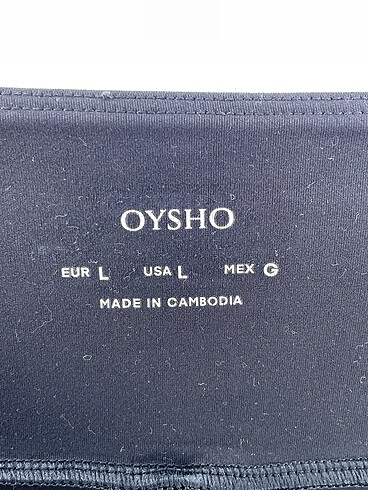 OYSHO
EUR L USA L MEX G
MADE IN CAMBODIA